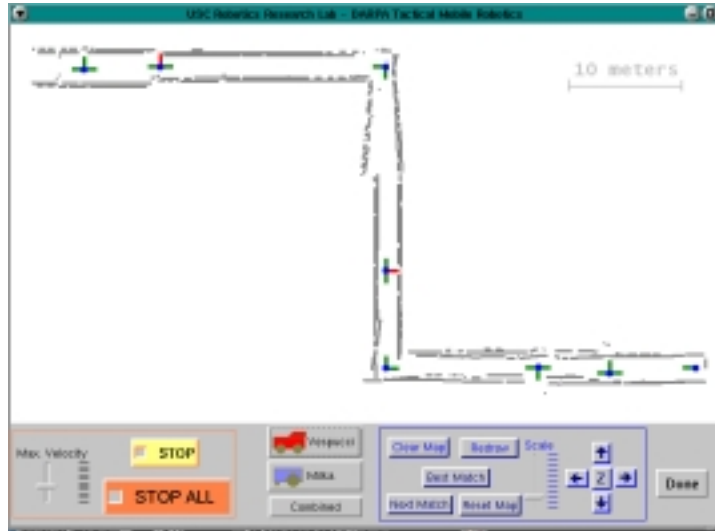 USC Robotics Research Lab - DARPA Tactical Mobile Robotics
10 meters
Max. Velocity
STOP
STOP ALL
Vespucci
Milka
Combined
Clear Map
Redraw
Scale
Best Match
Next Match
Reset Map
Z
Done